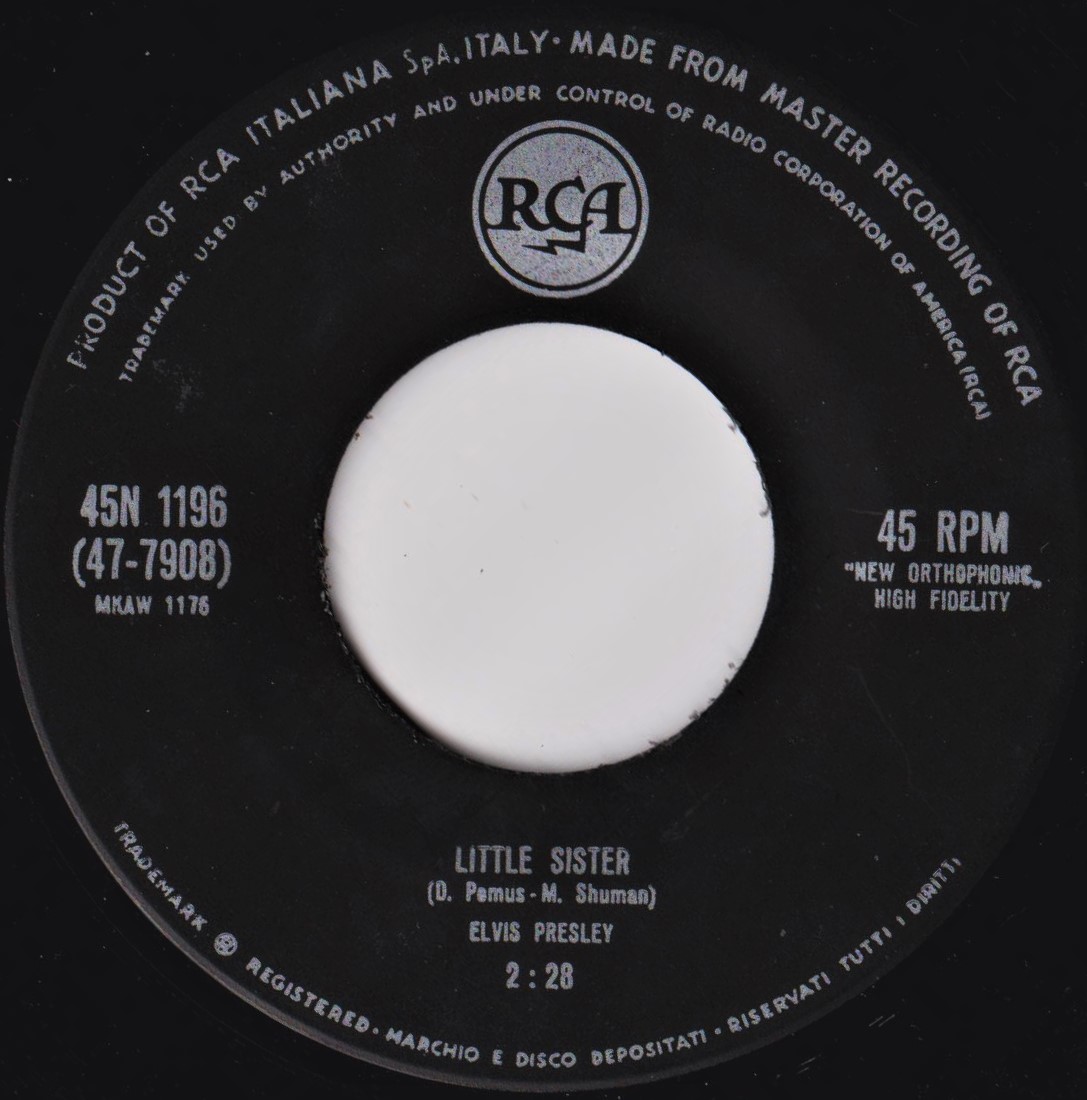 PRODUCT OF RCA ITALIANA SpA. ITALY · MADE FROM MASTER RECORDING OF RCA
TRADEMARK USED BY AUTHORITY AND UNDER CONTROL OF RADIO CORPORATION OF AMERICA (RCA)
RCA
45N 1196
(47-7908)
MKAW 1176
45 RPM
"NEW ORTHOPHONIC"
HIGH FIDELITY
LITTLE SISTER
(D. Pomus - M. Shuman)
ELVIS PRESLEY
2 : 28
TRADEMARK ® REGISTERED · MARCHIO E DISCO DEPOSITATI · RISERVATI TUTTI I DIRITTI